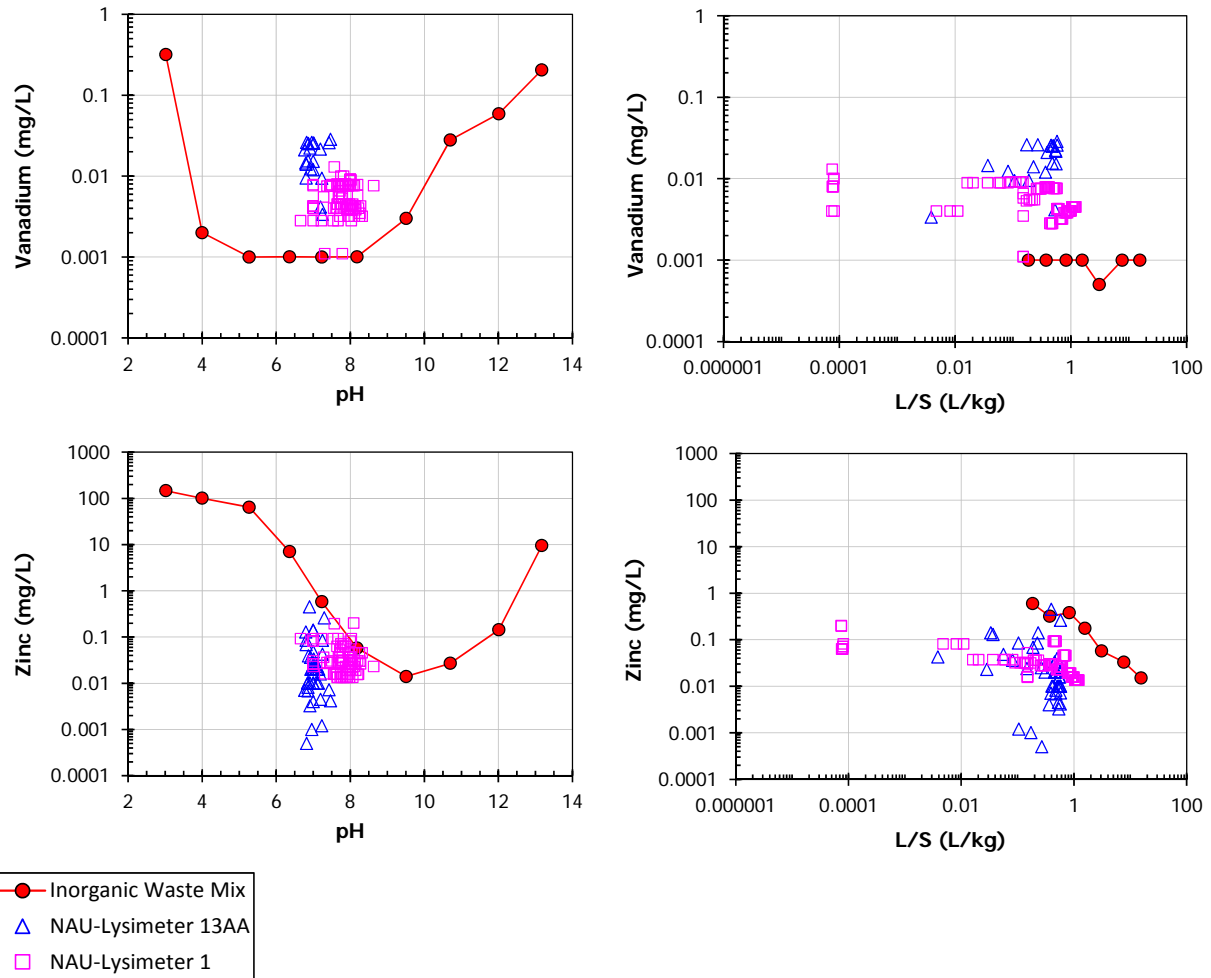 1
0.1
0.01
0.001
0.0001
Vanadium (mg/L)
2 4 6 8 10 12 14
pH
1
0.1
0.01
0.001
0.0001
Vanadium (mg/L)
0.000001 0.0001 0.01 1 100
L/S (L/kg)
1000
100
10
1
0.1
0.01
0.001
0.0001
Zinc (mg/L)
2 4 6 8 10 12 14
pH
1000
100
10
1
0.1
0.01
0.001
0.0001
Zinc (mg/L)
0.000001 0.0001 0.01 1 100
L/S (L/kg)
Inorganic Waste Mix
NAU-Lysimeter 13AA
NAU-Lysimeter 1